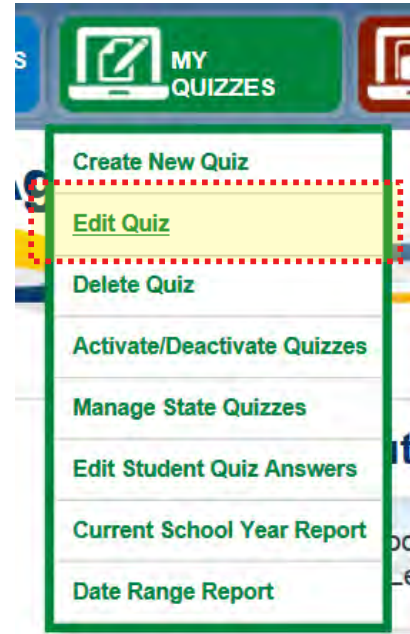 MY
QUIZZES
Create New Quiz
Edit Quiz
Delete Quiz
Activate/Deactivate Quizzes
Manage State Quizzes
Edit Student Quiz Answers
Current School Year Report
Date Range Report